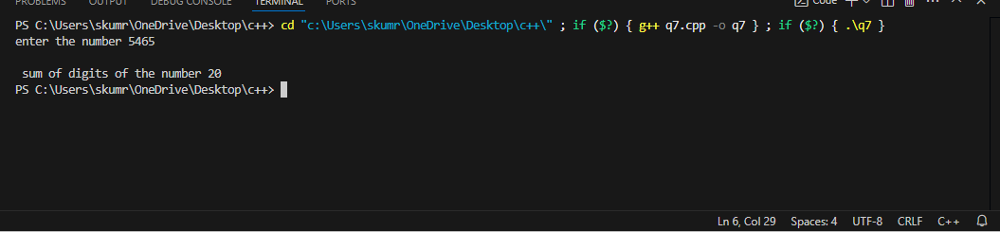 PROBLEMS OUTPUT DEBUG CONSOLE TERMINAL PORTS Code
PS C:\Users\skumr\OneDrive\Desktop\c++> cd "c:\Users\skumr\OneDrive\Desktop\c++\" ; if ($?) { g++ q7.cpp -o q7 } ; if ($?) { .\q7 }
enter the number 5465
sum of digits of the number 20
PS C:\Users\skumr\OneDrive\Desktop\c++>
Ln 6, Col 29 Spaces: 4 UTF-8 CRLF C++